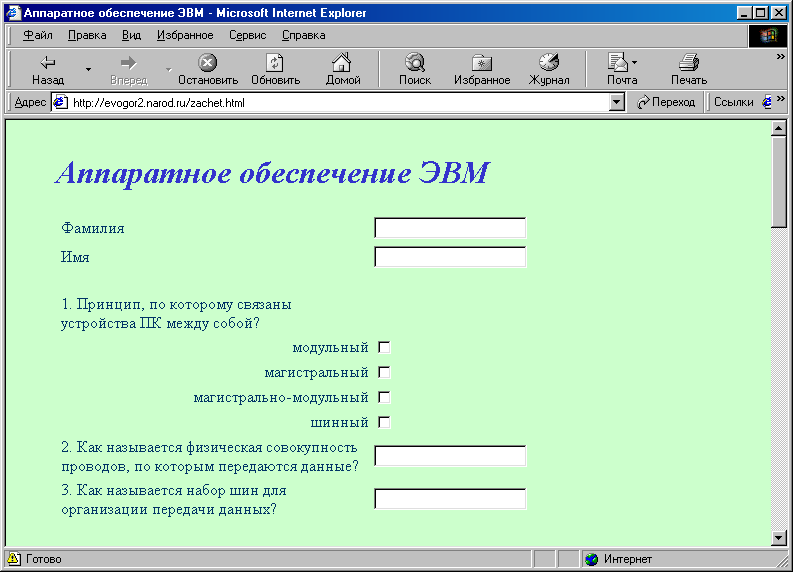 Аппаратное обеспечение ЭВМ - Microsoft Internet Explorer
Файл Правка Вид Избранное Сервис Справка
Назад Вперед Остановить Обновить Домой Поиск Избранное Журнал Почта Печать
Адрес http://evogor2.narod.ru/zachet.html Переход Ссылки
Аппаратное обеспечение ЭВМ
Фамилия
Имя
1. Принцип, по которому связаны
устройства ПК между собой?
модульный
магистральный
магистрально-модульный
шинный
2. Как называется физическая совокупность
проводов, по которым передаются данные?
3. Как называется набор шин для
организации передачи данных?
Готово Интернет